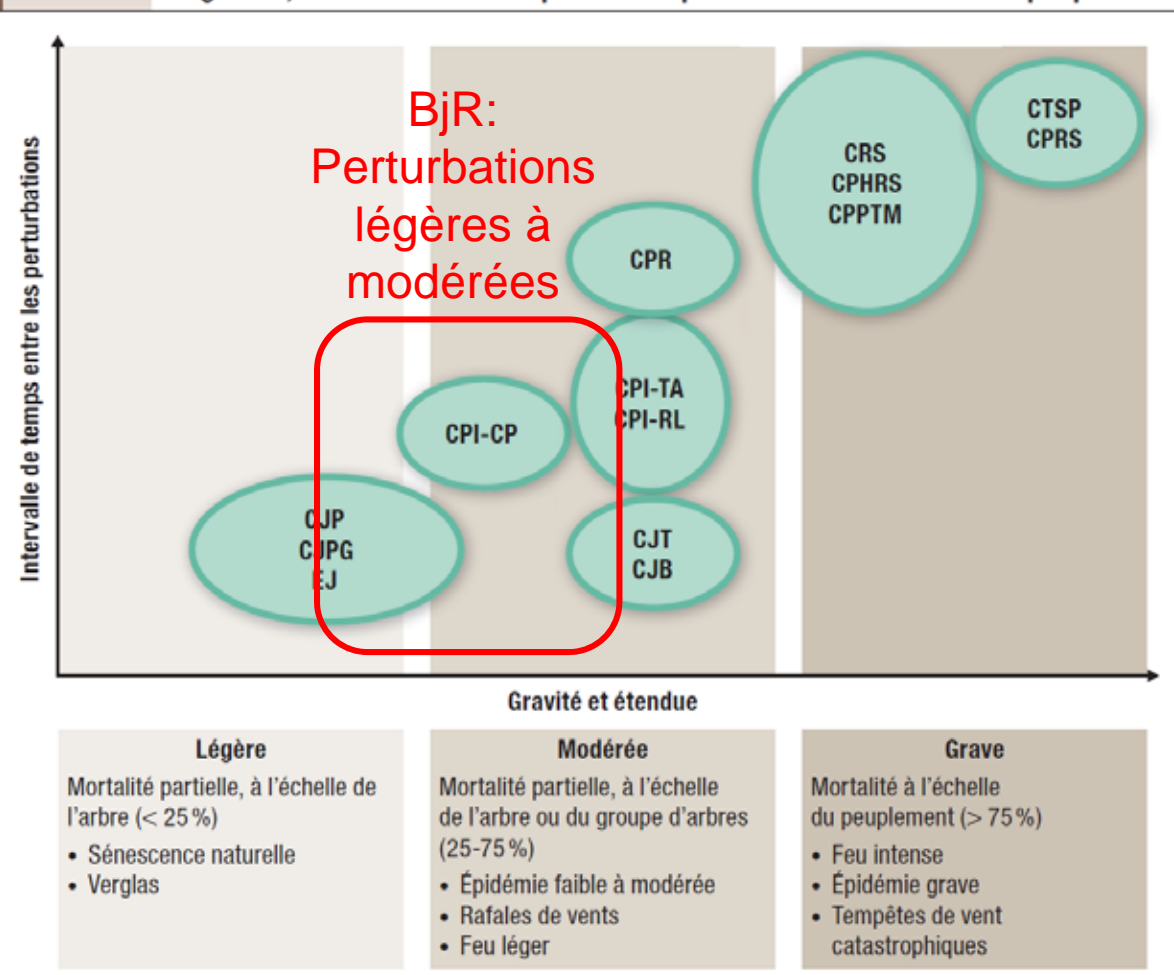 BjR:
Perturbations
légères à
modérées
Intervalle de temps entre les perturbations
CTSP
CPRS
CRS
CPHRS
CPPTM
CPR
CPI-TA
CPI-RL
CPI-CP
CJP
CJPG
EJ
CJT
CJB
Gravité et étendue
Légère
Mortalité partielle, à l'échelle de
l'arbre (< 25 %)
• Sénescence naturelle
• Verglas
Modérée
Mortalité partielle, à l'échelle
de l'arbre ou du groupe d'arbres
(25-75 %)
• Épidémie faible à modérée
• Rafales de vents
• Feu léger
Grave
Mortalité à l'échelle
du peuplement (> 75 %)
• Feu intense
• Épidémie grave
• Tempêtes de vent
catastrophiques